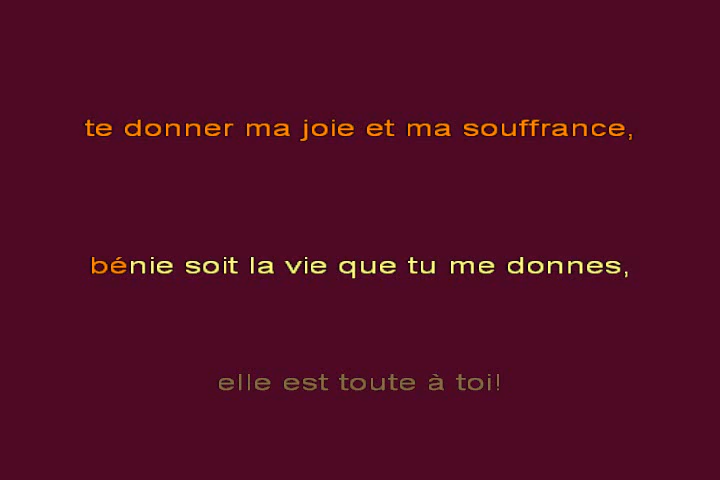 te donner ma joie et ma souffrance,
bénie soit la vie que tu me donnes,
elle est toute à toi!